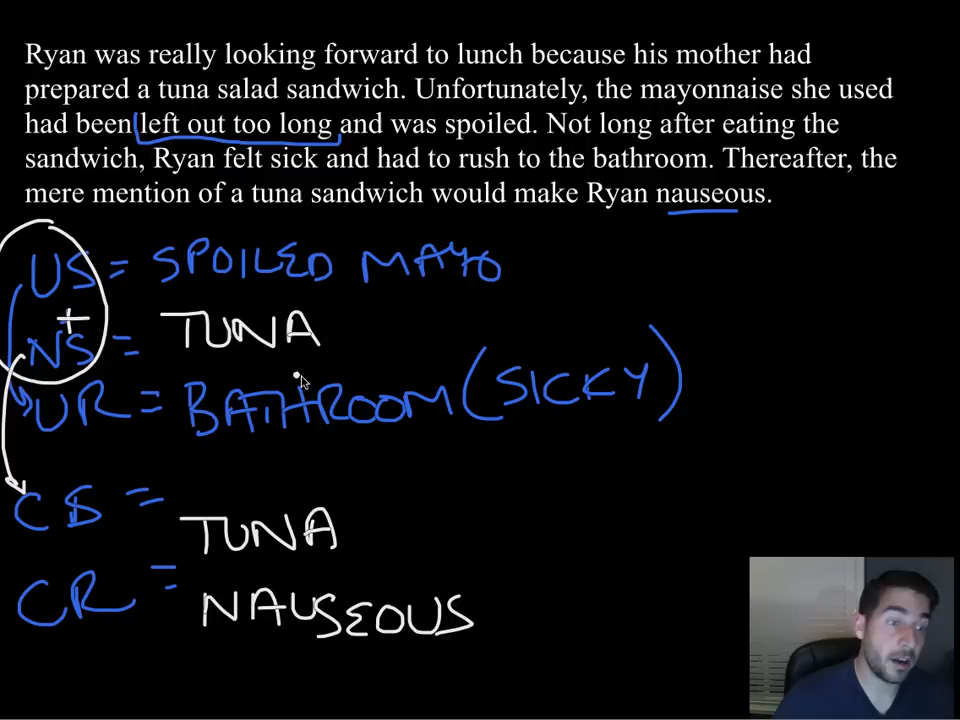 Ryan was really looking forward to lunch because his mother had
prepared a tuna salad sandwich. Unfortunately, the mayonnaise she used
had been left out too long and was spoiled. Not long after eating the
sandwich, Ryan felt sick and had to rush to the bathroom. Thereafter, the
mere mention of a tuna sandwich would make Ryan nauseous.
US = SPOILED MAYO
+
NS = TUNA
UR = BATHROOM (SICKY)
CS = TUNA
CR = NAUSEOUS